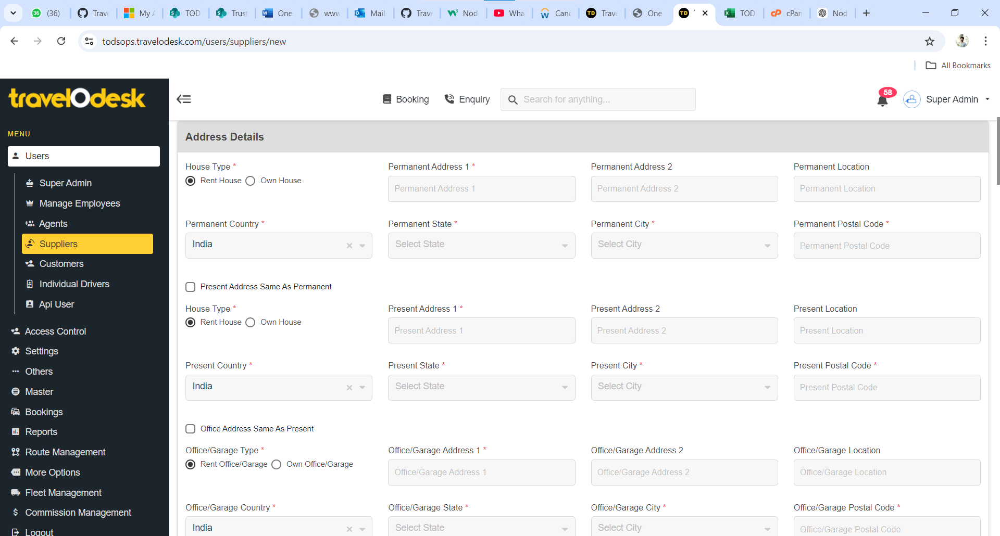 (36)
Trave
My A
TOD
Trust
One
www
Mail
Trave
Nod
Wha
Cano
TD
Trave
One
TD
TOD
cPan
Nod
todsops.travelodesk.com/users/suppliers/new
All Bookmarks
travelOdesk
Booking
Enquiry
Search for anything...
58
Super Admin
MENU
Users
Super Admin
Manage Employees
Agents
Suppliers
Customers
Individual Drivers
Api User
Access Control
Settings
Others
Master
Bookings
Reports
Route Management
More Options
Fleet Management
Commission Management
Logout
Address Details
House Type *
Permanent Address 1 *
Permanent Address 2
Permanent Location
Rent House
Own House
Permanent Address 1
Permanent Address 2
Permanent Location
Permanent Country *
Permanent State *
Permanent City *
Permanent Postal Code *
India
Select State
Select City
Permanent Postal Code
Present Address Same As Permanent
House Type *
Present Address 1 *
Present Address 2
Present Location
Rent House
Own House
Present Address 1
Present Address 2
Present Location
Present Country *
Present State *
Present City *
Present Postal Code *
India
Select State
Select City
Present Postal Code
Office Address Same As Present
Office/Garage Type *
Office/Garage Address 1 *
Office/Garage Address 2
Office/Garage Location
Rent Office/Garage
Own Office/Garage
Office/Garage Address 1
Office/Garage Address 2
Office/Garage Location
Office/Garage Country *
Office/Garage State *
Office/Garage City *
Office/Garage Postal Code *
India
Select State
Select City
Office/Garage Postal Code